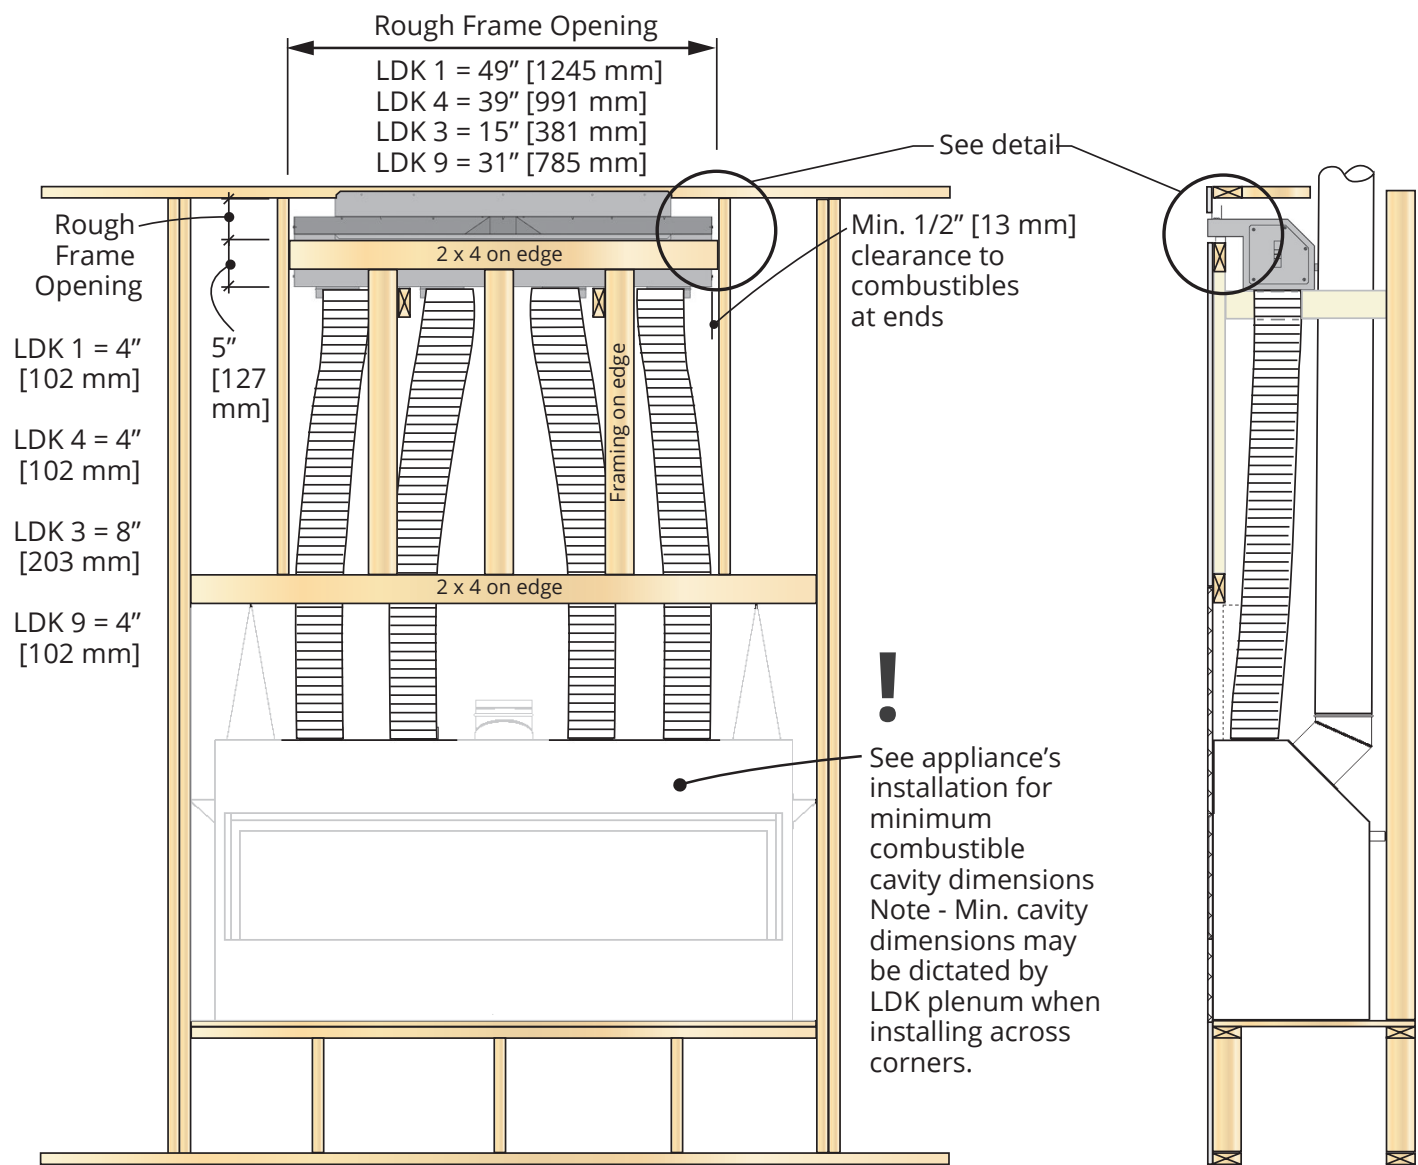 Rough Frame Opening
LDK 1 = 49” [1245 mm]
LDK 4 = 39” [991 mm]
LDK 3 = 15” [381 mm]
LDK 9 = 31” [785 mm]
See detail
Rough
Frame
Opening
LDK 1 = 4”
[102 mm]
LDK 4 = 4”
[102 mm]
LDK 3 = 8”
[203 mm]
LDK 9 = 4”
[102 mm]
5”
[127
mm]
2 x 4 on edge
Framing on edge
2 x 4 on edge
Min. 1/2” [13 mm]
clearance to
combustibles
at ends
!
See appliance’s
installation for
minimum
combustible
cavity dimensions
Note - Min. cavity
dimensions may
be dictated by
LDK plenum when
installing across
corners.